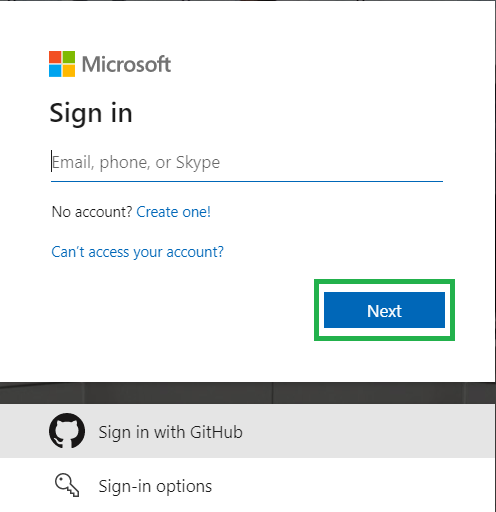 Microsoft
Sign in
Email, phone, or Skype
No account? Create one!
Can't access your account?
Next
Sign in with GitHub
Sign-in options